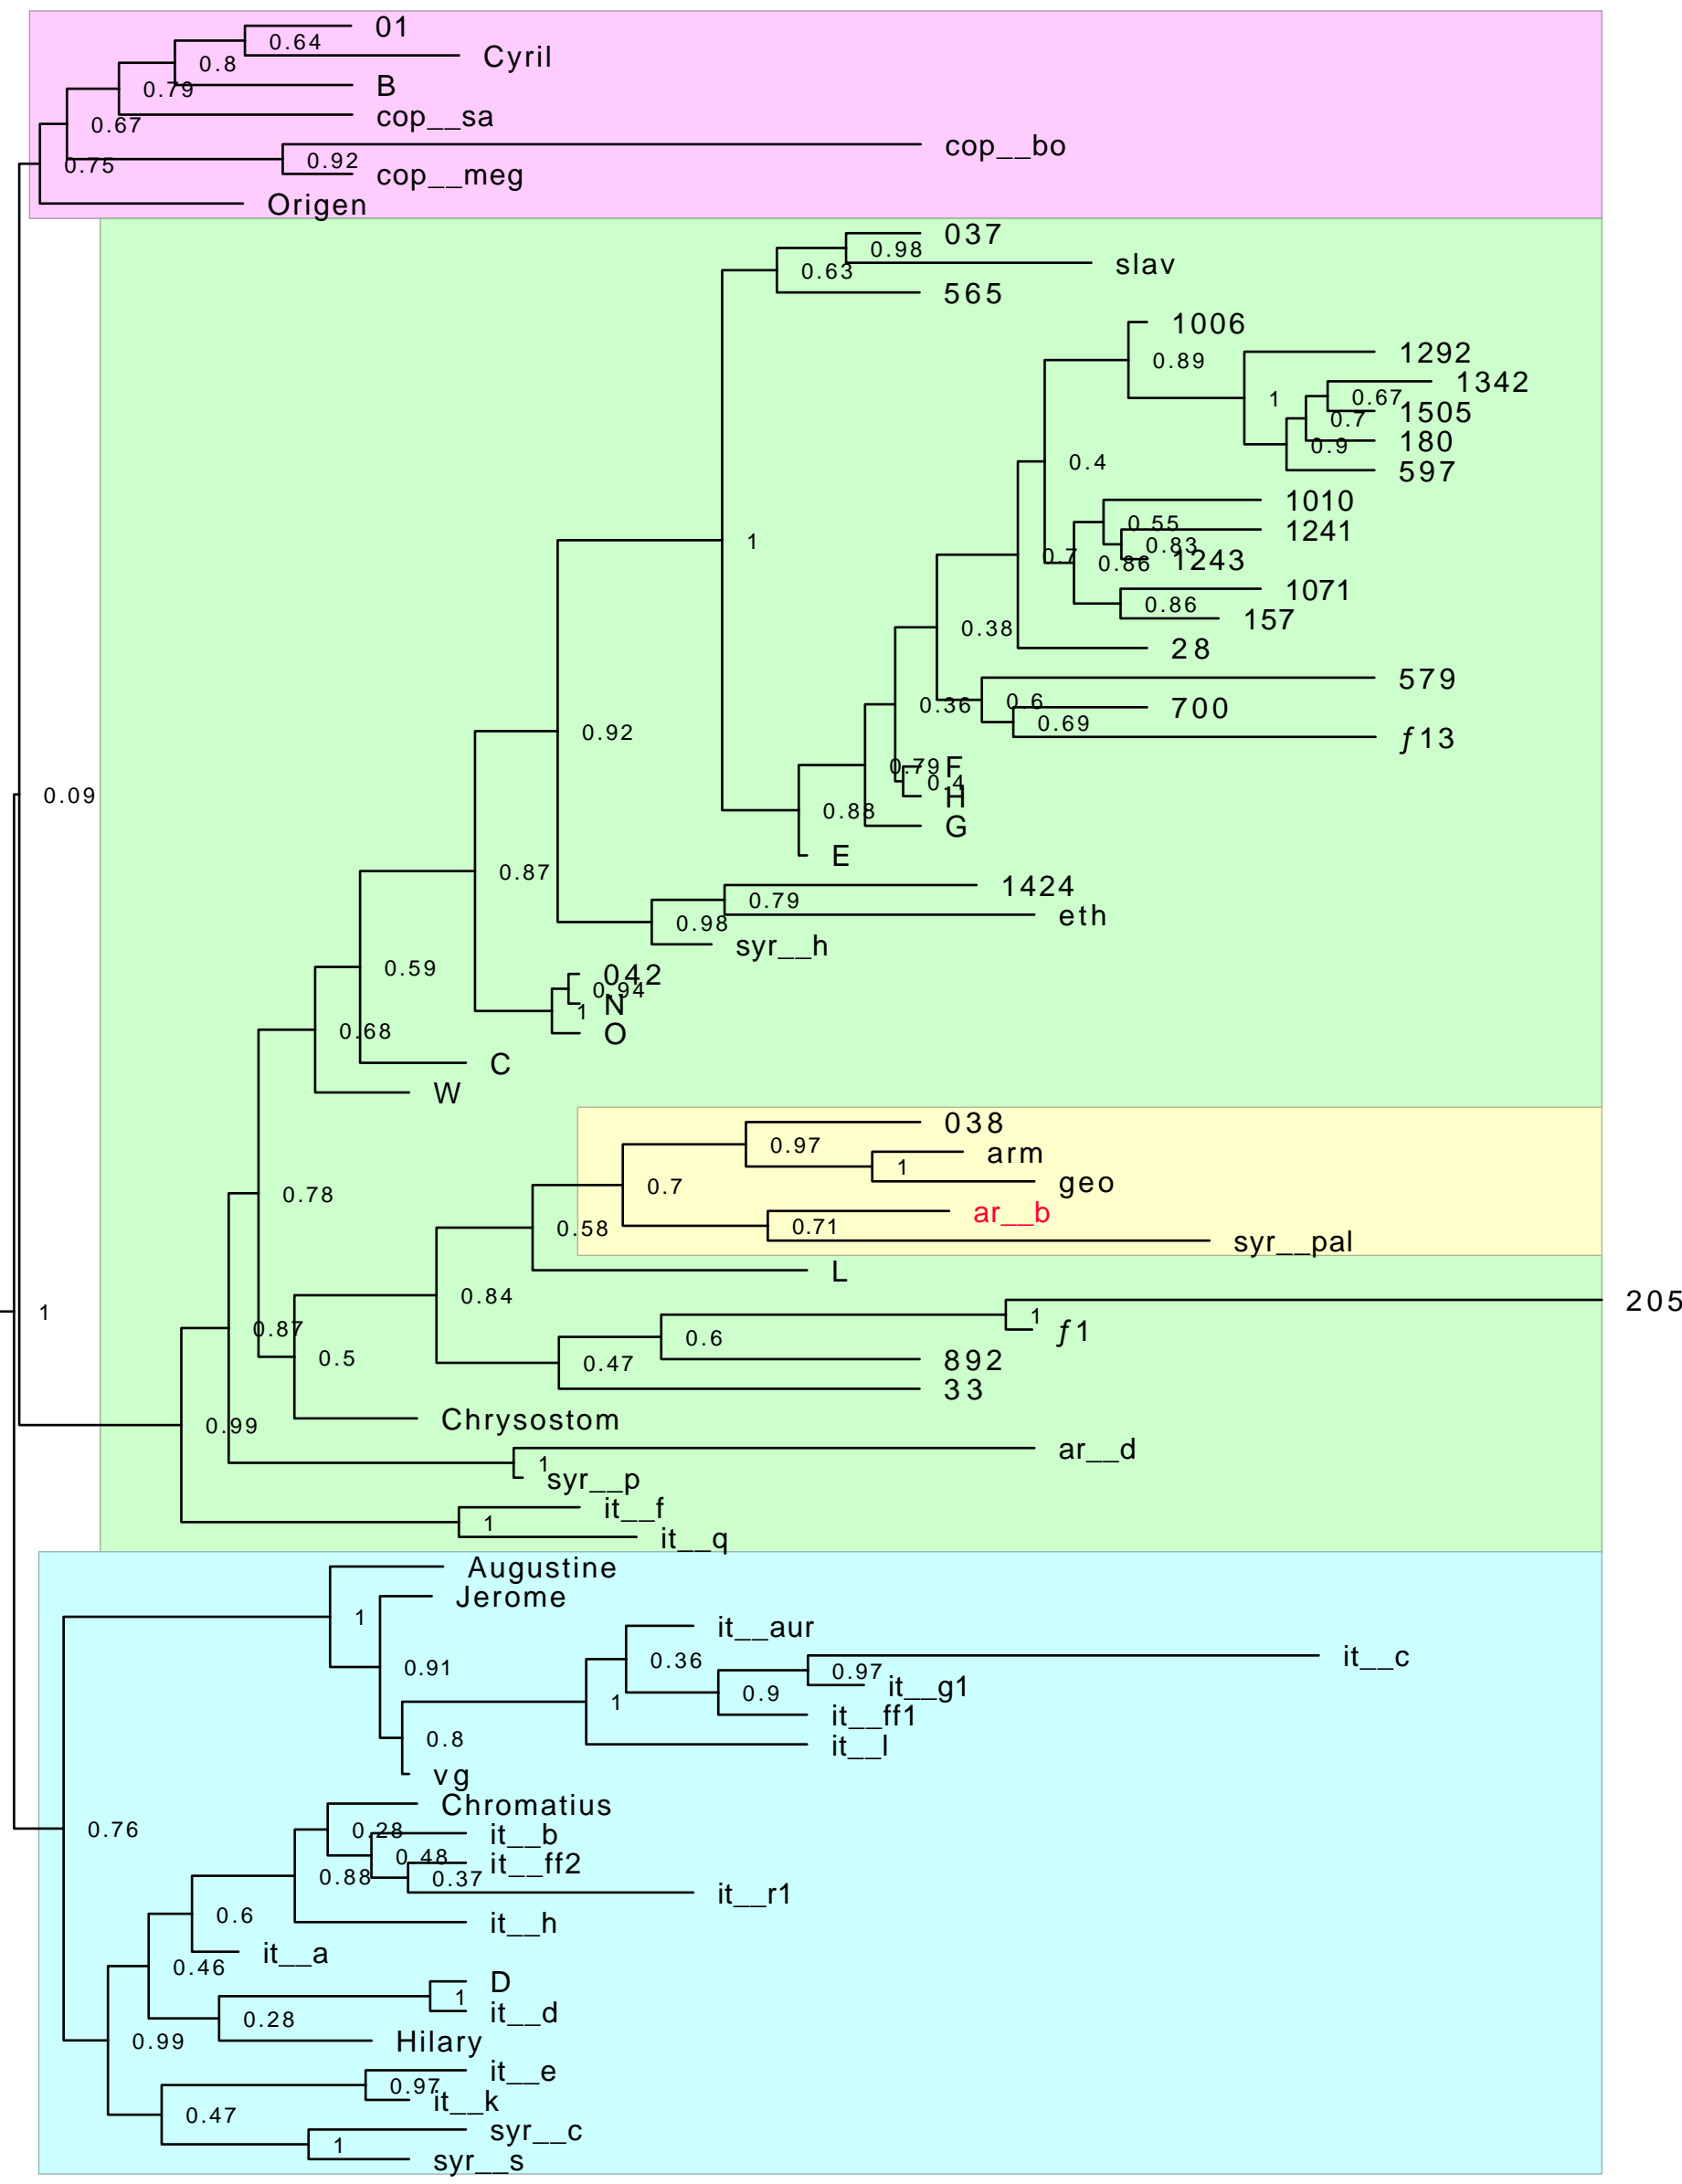 01
0.64
Cyril
0.8
B
0.79
cop__sa
0.67
cop__bo
0.92
0.75
cop__meg
Origen
037
0.98
slav
0.63
565
1006
1292
0.89
1342
1
0.67
1505
0.7
180
0.9
0.4
597
1010
0.55
1241
0.83
1243
0.7
0.86
1071
0.86
157
0.38
28
579
0.36
0.6
700
0.69
ƒ13
1
0.92
0.79
F
0.4
H
0.09
0.88
G
E
0.87
1424
0.79
eth
0.98
syr__h
0.59
042
0.94
N
1
O
0.68
C
W
038
0.97
arm
1
geo
0.7
0.78
ar__b
0.58
0.71
syr__pal
L
0.84
205
1
1
ƒ1
0.87
0.6
0.5
0.47
892
33
Chrysostom
0.99
ar__d
1
syr__p
it__f
1
it__q
Augustine
Jerome
1
it__aur
0.91
0.36
it__c
0.97
it__g1
1
0.9
it__ff1
0.8
it__l
vg
Chromatius
0.76
0.28
it__b
0.48
it__ff2
0.88
0.37
it__r1
0.6
it__h
it__a
0.46
D
1
it__d
0.28
Hilary
0.99
it__e
0.97
it__k
0.47
syr__c
1
syr__s